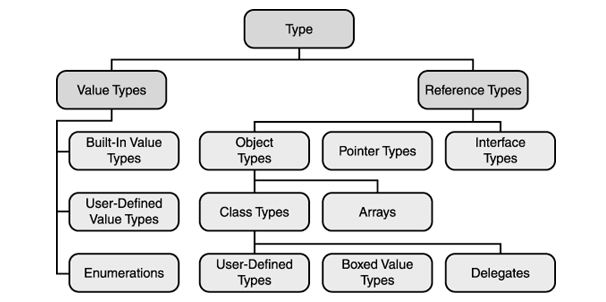 Type
Value Types
Reference Types
Built-In Value
Types
Object
Types
Pointer Types
Interface
Types
User-Defined
Value Types
Class Types
Arrays
Enumerations
User-Defined
Types
Boxed Value
Types
Delegates